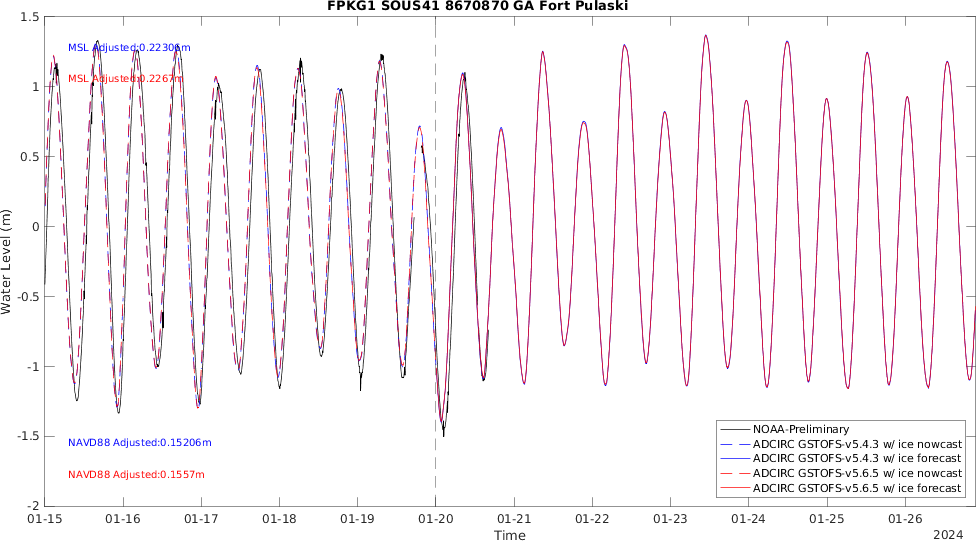 FPKG1 SOUS41 8670870 GA Fort Pulaski
1.5
1
0.5
0
-0.5
-1
-1.5
-2
Water Level (m)
MSL Adjusted:0.22306m
MSL Adjusted:0.2267m
NAVD88 Adjusted:0.15206m
NAVD88 Adjusted:0.1557m
NOAA-Preliminary
ADCIRC GSTOFS-v5.4.3 w/ ice nowcast
ADCIRC GSTOFS-v5.4.3 w/ ice forecast
ADCIRC GSTOFS-v5.6.5 w/ ice nowcast
ADCIRC GSTOFS-v5.6.5 w/ ice forecast
01-15 01-16 01-17 01-18 01-19 01-20 01-21 01-22 01-23 01-24 01-25 01-26
Time
2024